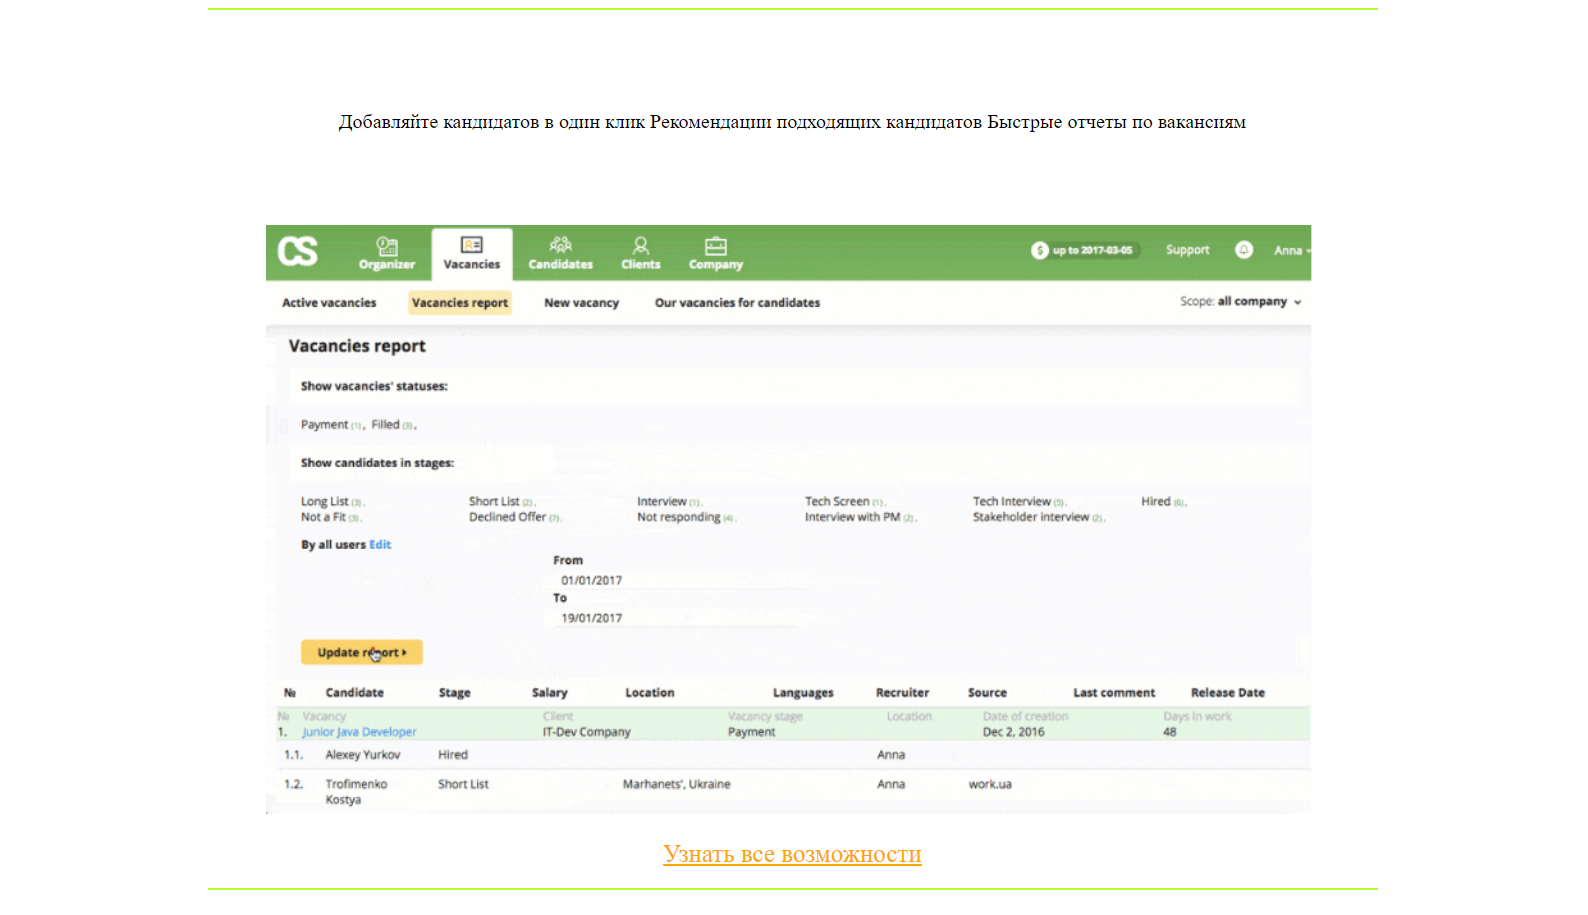 Добавляйте кандидатов в один клик Рекомендации подходящих кандидатов Быстрые отчеты по вакансиям
CS
Organizer Vacancies Candidates Clients Company $ up to 2017-03-05 Support Anna
Active vacancies Vacancies report New vacancy Our vacancies for candidates Scope: all company
Vacancies report
Show vacancies' statuses:
Payment (1), Filled (3),
Show candidates in stages:
Long List (3), Short List (2), Interview (1), Tech Screen (1), Tech Interview (5), Hired (6),
Not a Fit (3), Declined Offer (7), Not responding (4), Interview with PM (2), Stakeholder interview (2),
By all users Edit
From
01/01/2017
To
19/01/2017
Update report
№ Candidate Stage Salary Location Languages Recruiter Source Last comment Release Date
№ Vacancy Client Vacancy stage Location Date of creation Days in work
1. Junior Java Developer IT-Dev Company Payment Dec 2, 2016 48
1.1. Alexey Yurkov Hired Anna
1.2. Trofimenko Short List Marhanets', Ukraine Anna work.ua
Kostya
Узнать все возможности